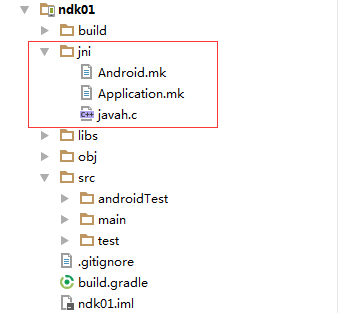 ndk01
build
jni
Android.mk
Application.mk
C++ javah.c
libs
obj
src
androidTest
main
test
.gitignore
build.gradle
ndk01.iml